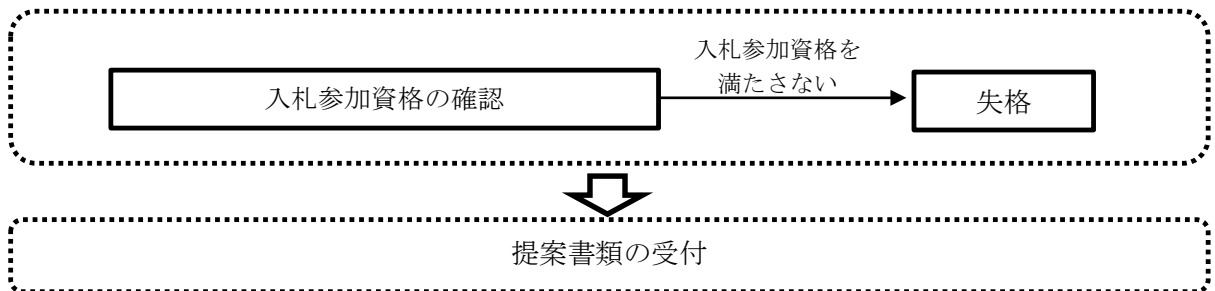 入札参加資格を
満たさない
入札参加資格の確認
失格
提案書類の受付